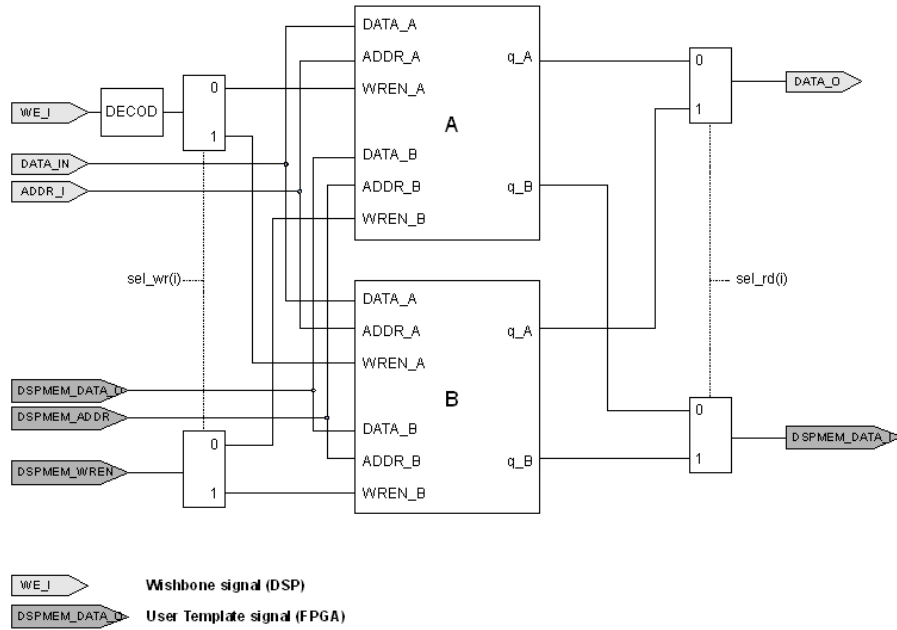 DATA_A
ADDR_A
WREN_A
DATA_B
ADDR_B
WREN_B
A
q_A
q_B
WE_I
DECOD
0
1
DATA_IN
ADDR_I
sel_wr(i)
0
1
DATA_O
sel_rd(i)
DATA_A
ADDR_A
WREN_A
DATA_B
ADDR_B
WREN_B
B
q_A
q_B
DSPMEM_DATA_O
DSPMEM_ADDR
DSPMEM_WREN
0
1
0
1
DSPMEM_DATA_I
WE_I Wishbone signal (DSP)
DSPMEM_DATA_O User Template signal (FPGA)